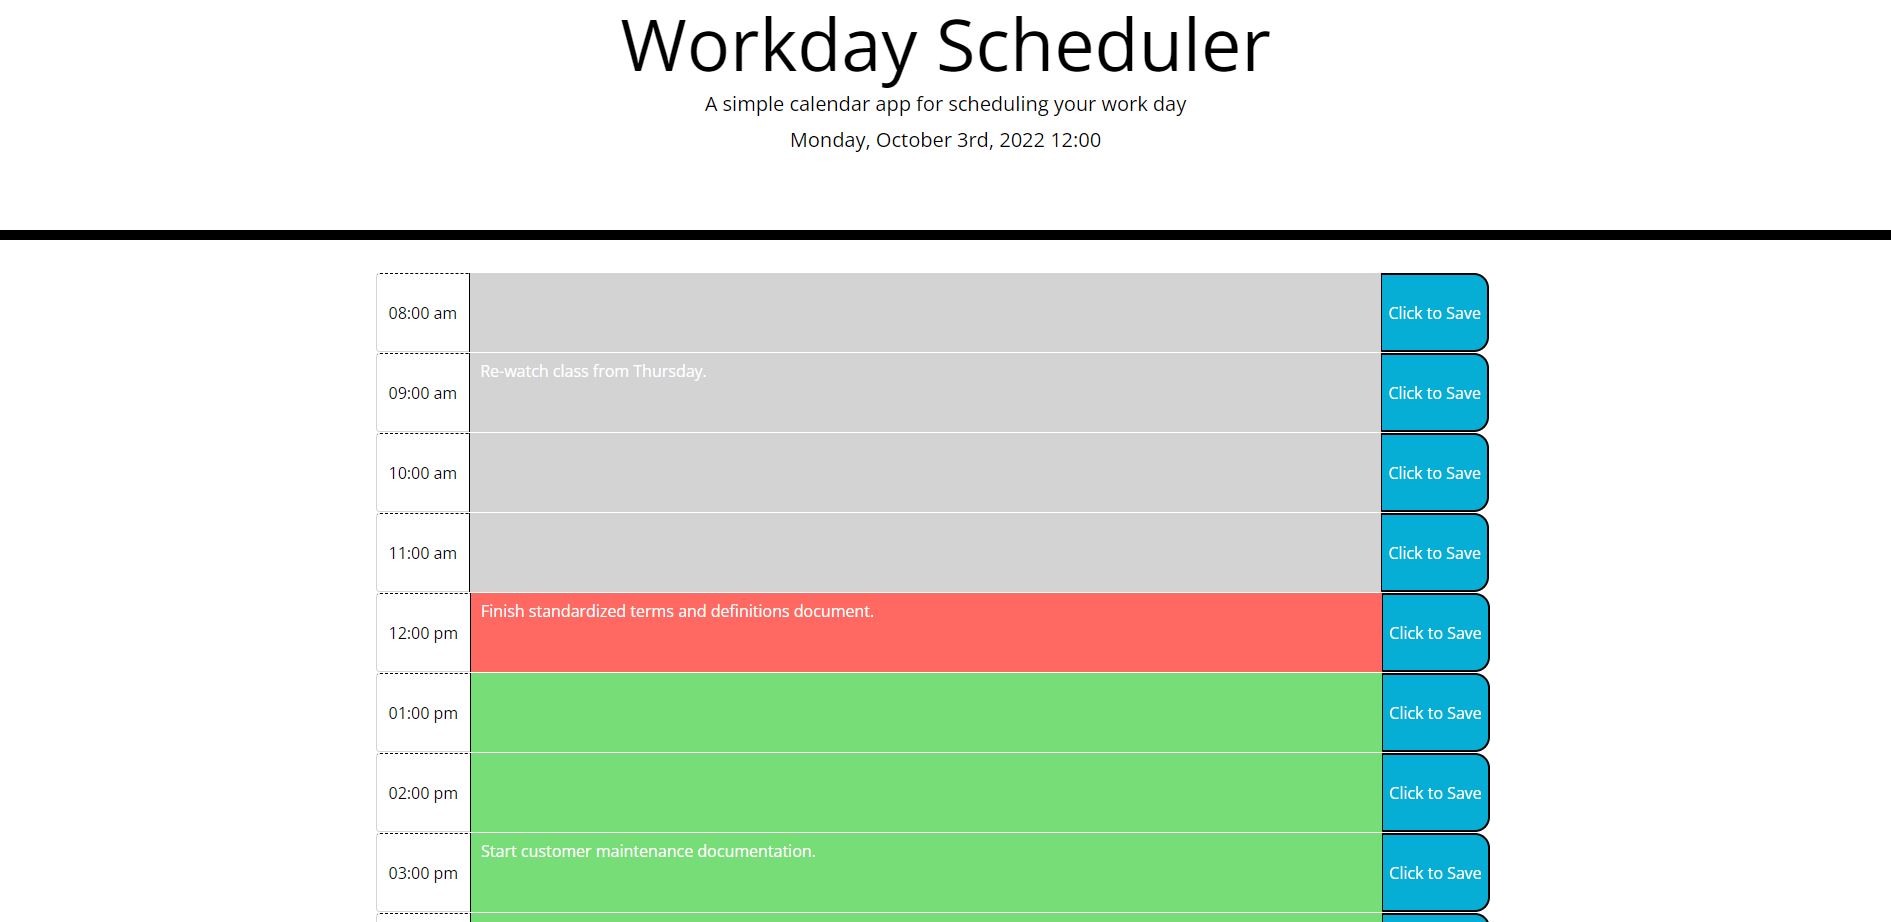 Workday Scheduler
A simple calendar app for scheduling your work day
Monday, October 3rd, 2022 12:00
08:00 am
Click to Save
09:00 am
Re-watch class from Thursday.
Click to Save
10:00 am
Click to Save
11:00 am
Click to Save
12:00 pm
Finish standardized terms and definitions document.
Click to Save
01:00 pm
Click to Save
02:00 pm
Click to Save
03:00 pm
Start customer maintenance documentation.
Click to Save